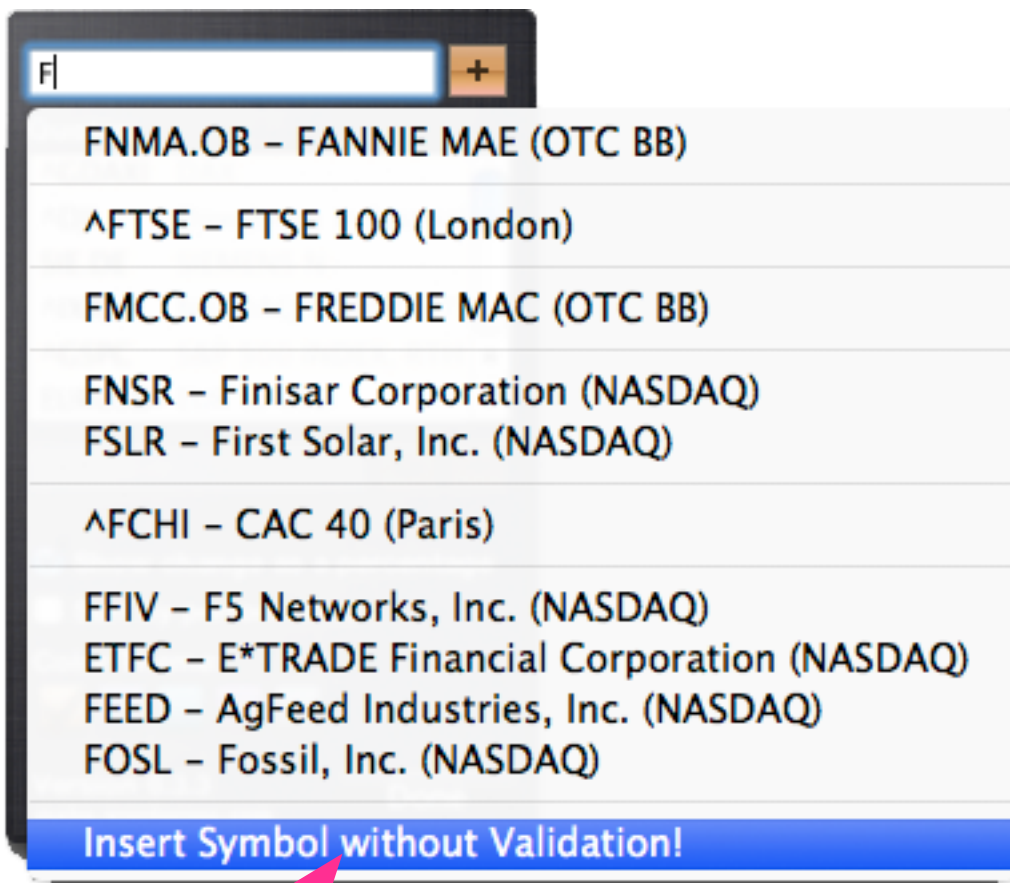 F
+
FNMA.OB – FANNIE MAE (OTC BB)
^FTSE – FTSE 100 (London)
FMCC.OB – FREDDIE MAC (OTC BB)
FNSR – Finisar Corporation (NASDAQ)
FSLR – First Solar, Inc. (NASDAQ)
^FCHI – CAC 40 (Paris)
FFIV – F5 Networks, Inc. (NASDAQ)
ETFC – E*TRADE Financial Corporation (NASDAQ)
FEED – AgFeed Industries, Inc. (NASDAQ)
FOSL – Fossil, Inc. (NASDAQ)
Insert Symbol without Validation!